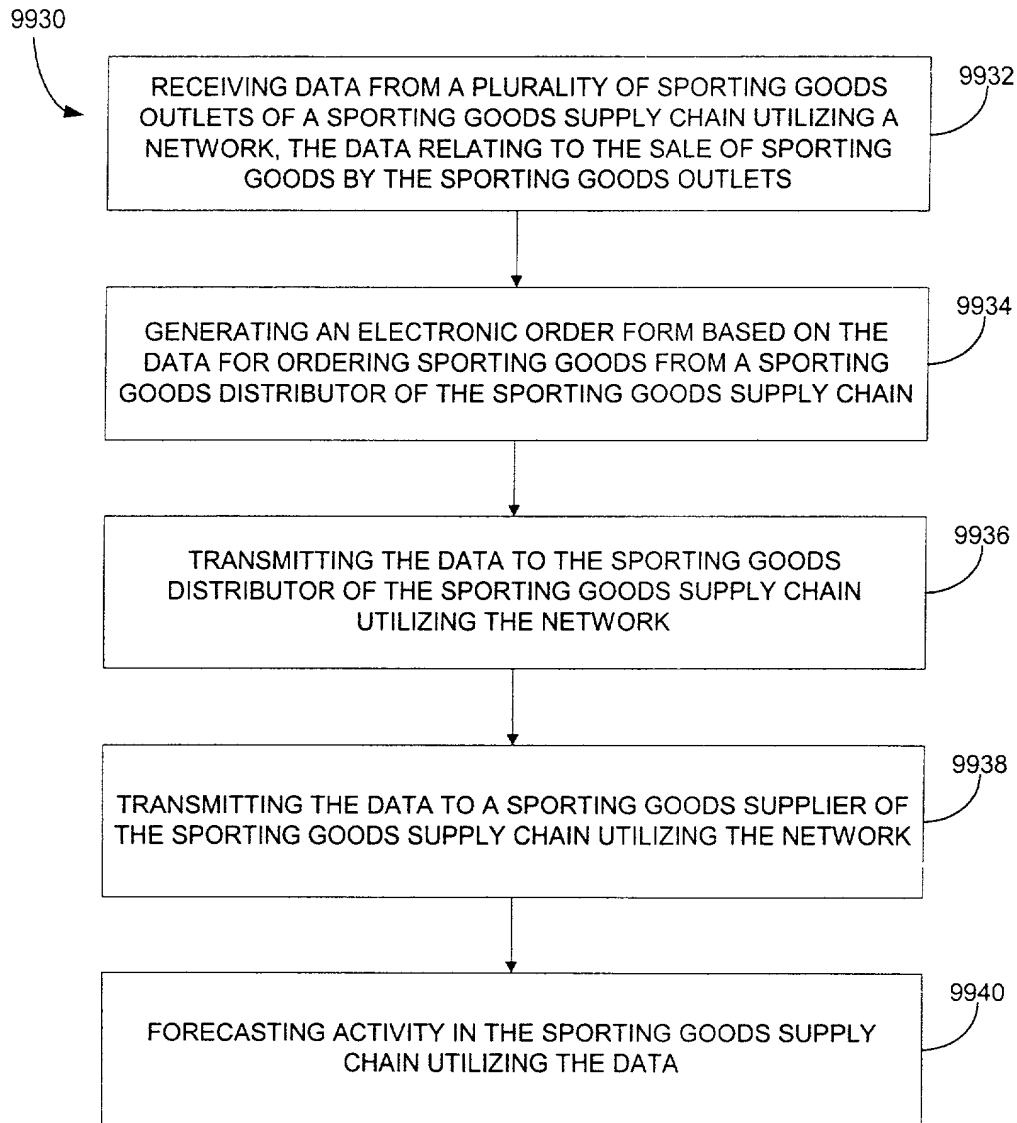 9930
RECEIVING DATA FROM A PLURALITY OF SPORTING GOODS
OUTLETS OF A SPORTING GOODS SUPPLY CHAIN UTILIZING A
NETWORK, THE DATA RELATING TO THE SALE OF SPORTING
GOODS BY THE SPORTING GOODS OUTLETS
9932
GENERATING AN ELECTRONIC ORDER FORM BASED ON THE
DATA FOR ORDERING SPORTING GOODS FROM A SPORTING
GOODS DISTRIBUTOR OF THE SPORTING GOODS SUPPLY CHAIN
9934
TRANSMITTING THE DATA TO THE SPORTING GOODS
DISTRIBUTOR OF THE SPORTING GOODS SUPPLY CHAIN
UTILIZING THE NETWORK
9936
TRANSMITTING THE DATA TO A SPORTING GOODS SUPPLIER OF
THE SPORTING GOODS SUPPLY CHAIN UTILIZING THE NETWORK
9938
FORECASTING ACTIVITY IN THE SPORTING GOODS SUPPLY
CHAIN UTILIZING THE DATA
9940